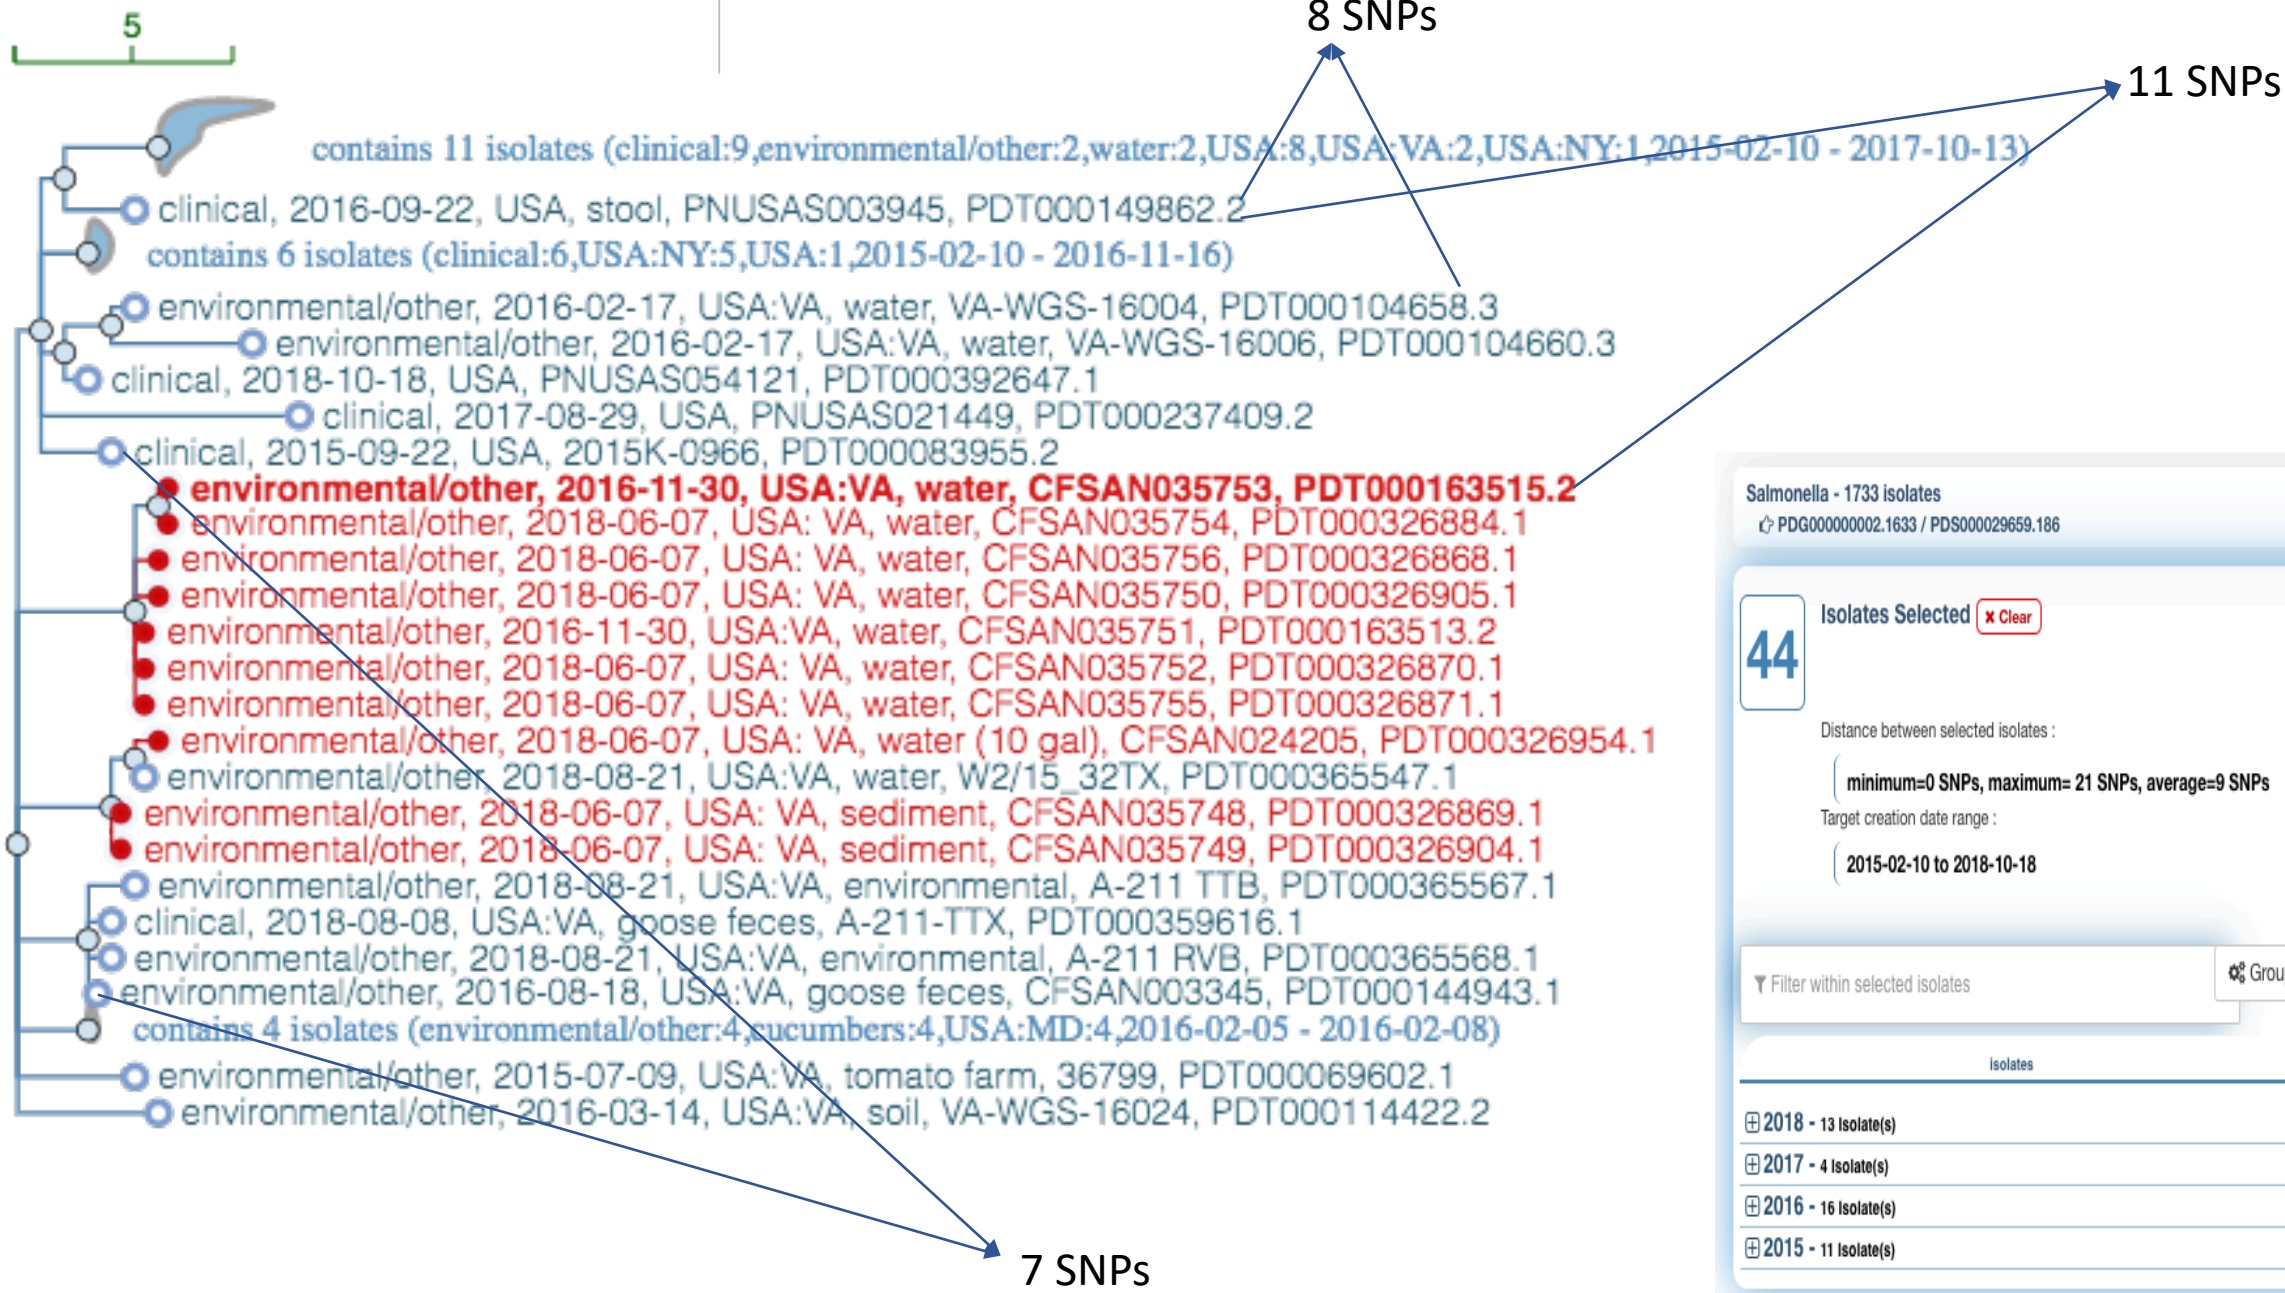 5
8 SNPs
11 SNPs
contains 11 isolates (clinical:9,environmental/other:2,water:2,USA:8,USA:VA:2,USA:NY:1,2015-02-10 - 2017-10-13)
clinical, 2016-09-22, USA, stool, PNUSAS003945, PDT000149862.2
contains 6 isolates (clinical:6,USA:NY:5,USA:1,2015-02-10 - 2016-11-16)
environmental/other, 2016-02-17, USA:VA, water, VA-WGS-16004, PDT000104658.3
environmental/other, 2016-02-17, USA:VA, water, VA-WGS-16006, PDT000104660.3
clinical, 2018-10-18, USA, PNUSAS054121, PDT000392647.1
clinical, 2017-08-29, USA, PNUSAS021449, PDT000237409.2
clinical, 2015-09-22, USA, 2015K-0966, PDT000083955.2
environmental/other, 2016-11-30, USA:VA, water, CFSAN035753, PDT000163515.2
environmental/other, 2018-06-07, USA: VA, water, CFSAN035754, PDT000326884.1
environmental/other, 2018-06-07, USA: VA, water, CFSAN035756, PDT000326868.1
environmental/other, 2018-06-07, USA: VA, water, CFSAN035750, PDT000326905.1
environmental/other, 2016-11-30, USA:VA, water, CFSAN035751, PDT000163513.2
environmental/other, 2018-06-07, USA: VA, water, CFSAN035752, PDT000326870.1
environmental/other, 2018-06-07, USA: VA, water, CFSAN035755, PDT000326871.1
environmental/other, 2018-06-07, USA: VA, water (10 gal), CFSAN024205, PDT000326954.1
environmental/other, 2018-08-21, USA:VA, water, W2/15_32TX, PDT000365547.1
environmental/other, 2018-06-07, USA: VA, sediment, CFSAN035748, PDT000326869.1
environmental/other, 2018-06-07, USA: VA, sediment, CFSAN035749, PDT000326904.1
environmental/other, 2018-08-21, USA:VA, environmental, A-211 TTB, PDT000365567.1
clinical, 2018-08-08, USA:VA, goose feces, A-211-TTX, PDT000359616.1
environmental/other, 2018-08-21, USA:VA, environmental, A-211 RVB, PDT000365568.1
environmental/other, 2016-08-18, USA:VA, goose feces, CFSAN003345, PDT000144943.1
contains 4 isolates (environmental/other:4,cucumbers:4,USA:MD:4,2016-02-05 - 2016-02-08)
environmental/other, 2015-07-09, USA:VA, tomato farm, 36799, PDT000069602.1
environmental/other, 2016-03-14, USA:VA, soil, VA-WGS-16024, PDT000114422.2
7 SNPs
Salmonella - 1733 isolates
PDG000000002.1633 / PDS000029659.186
44
Isolates Selected
✖ Clear
Distance between selected isolates :
minimum=0 SNPs, maximum= 21 SNPs, average=9 SNPs
Target creation date range :
2015-02-10 to 2018-10-18
Filter within selected isolates
Grou
isolates
2018 - 13 Isolate(s)
2017 - 4 Isolate(s)
2016 - 16 Isolate(s)
2015 - 11 Isolate(s)